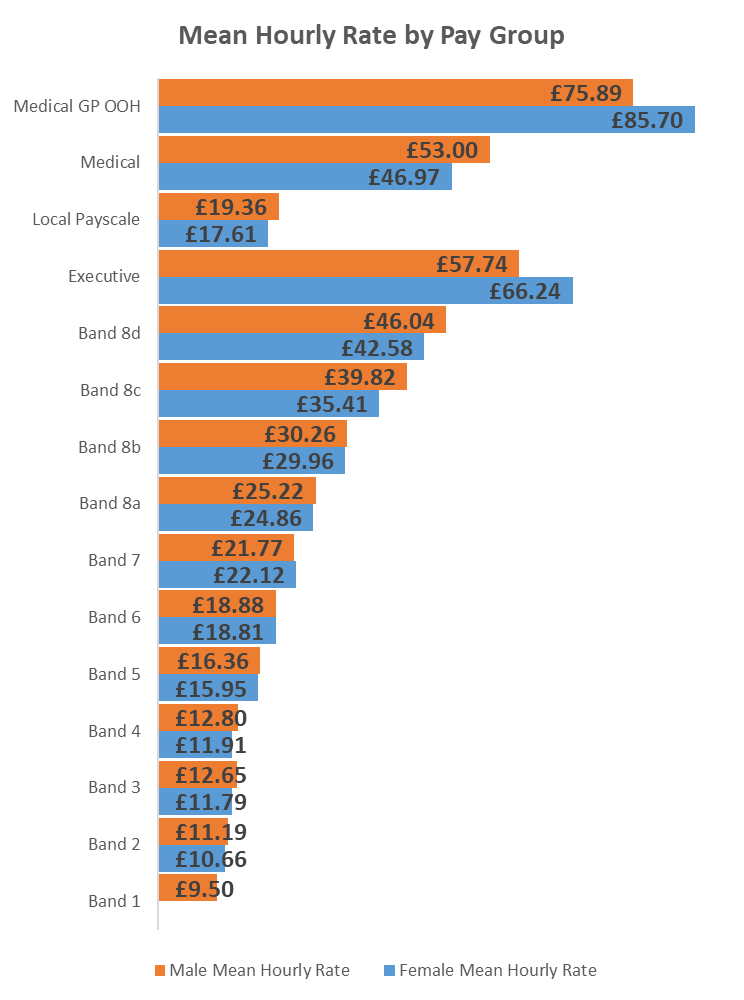 Mean Hourly Rate by Pay Group
Medical GP OOH
£75.89
£85.70
Medical
£53.00
£46.97
Local Payscale
£19.36
£17.61
Executive
£57.74
£66.24
Band 8d
£46.04
£42.58
Band 8c
£39.82
£35.41
Band 8b
£30.26
£29.96
Band 8a
£25.22
£24.86
Band 7
£21.77
£22.12
Band 6
£18.88
£18.81
Band 5
£16.36
£15.95
Band 4
£12.80
£11.91
Band 3
£12.65
£11.79
Band 2
£11.19
£10.66
Band 1
£9.50
Male Mean Hourly Rate
Female Mean Hourly Rate